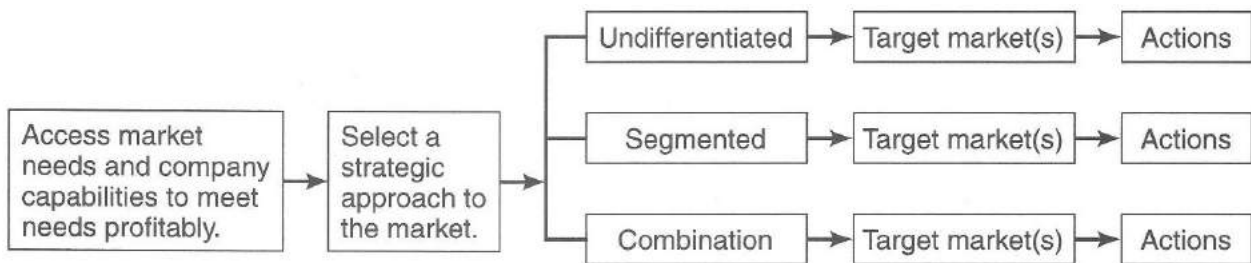 Access market
needs and company
capabilities to meet
needs profitably.
Select a
strategic
approach to
the market.
Undifferentiated
Target market(s)
Actions
Segmented
Target market(s)
Actions
Combination
Target market(s)
Actions